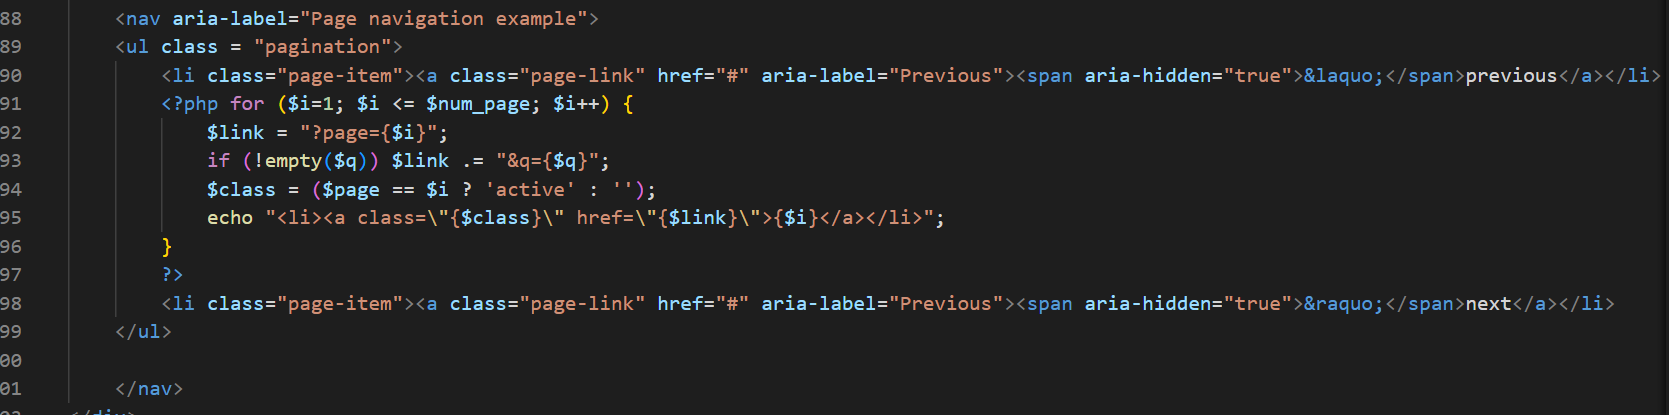 88 <nav aria-label="Page navigation example">
89 <ul class = "pagination">
90 <li class="page-item"><a class="page-link" href="#" aria-label="Previous"><span aria-hidden="true">&laquo;</span>previous</a></li>
91 <?php for ($i=1; $i <= $num_page; $i++) {
92 $link = "?page={$i}";
93 if (!empty($q)) $link .= "&q={$q}";
94 $class = ($page == $i ? 'active' : '');
95 echo "<li><a class=\"{$class}\" href=\"{$link}\">{$i}</a></li>";
96 }
97 ?>
98 <li class="page-item"><a class="page-link" href="#" aria-label="Previous"><span aria-hidden="true">&raquo;</span>next</a></li>
99 </ul>
00
01 </nav>